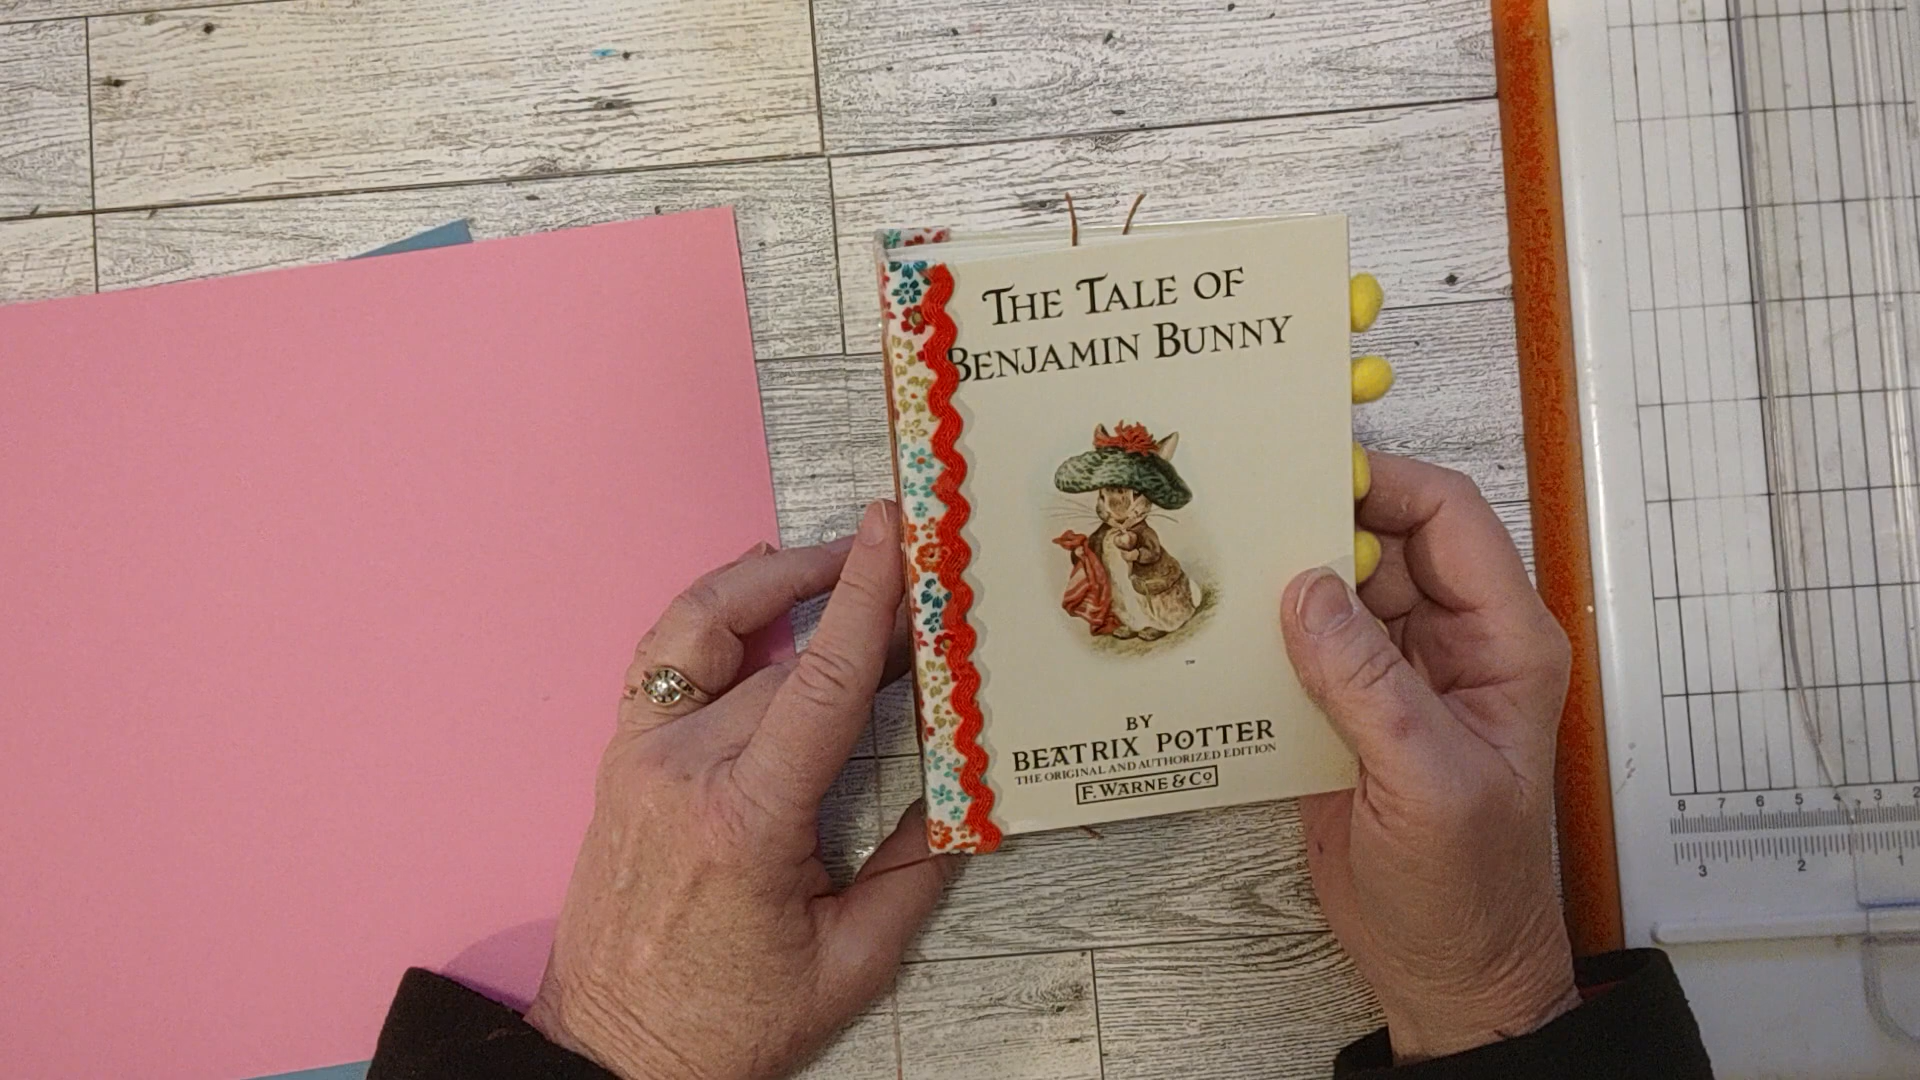 THE TALE OF
BENJAMIN BUNNY
TM
BY
BEATRIX POTTER
THE ORIGINAL AND AUTHORIZED EDITION
F. WARNE & Co
8 7 6 5 4 3 2
3 2 1